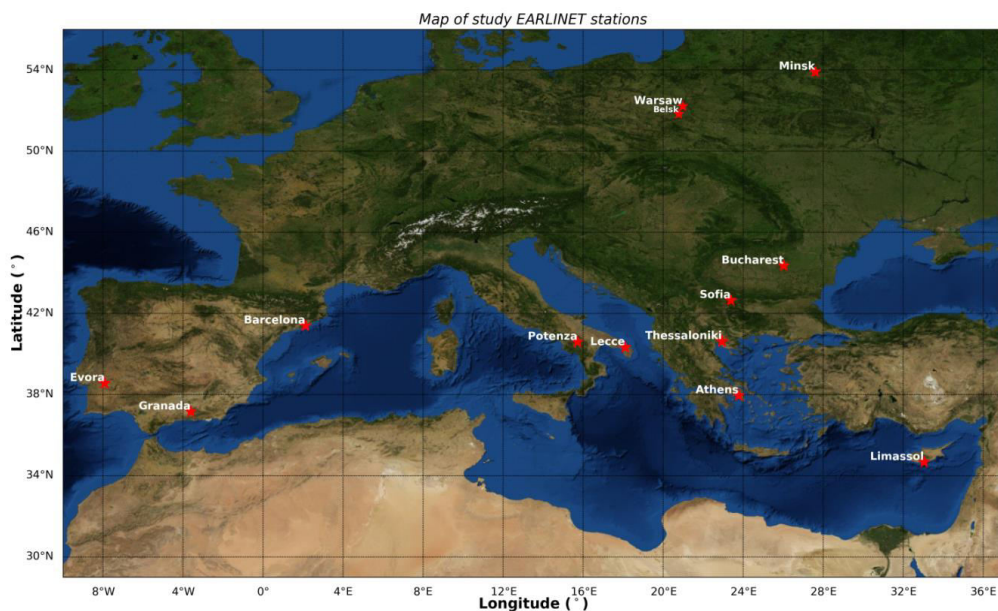 Map of study EARLINET stations
54°N
Minsk
Warsaw
Belsk
50°N
46°N
Bucharest
Sofia
42°N
Barcelona
Potenza
Lecce
Thessaloniki
Evora
38°N
Athens
Granada
Limassol
34°N
30°N
8°W
4°W
0°
4°E
8°E
12°E
16°E
20°E
24°E
28°E
32°E
36°E
Latitude (°)
Longitude (°)